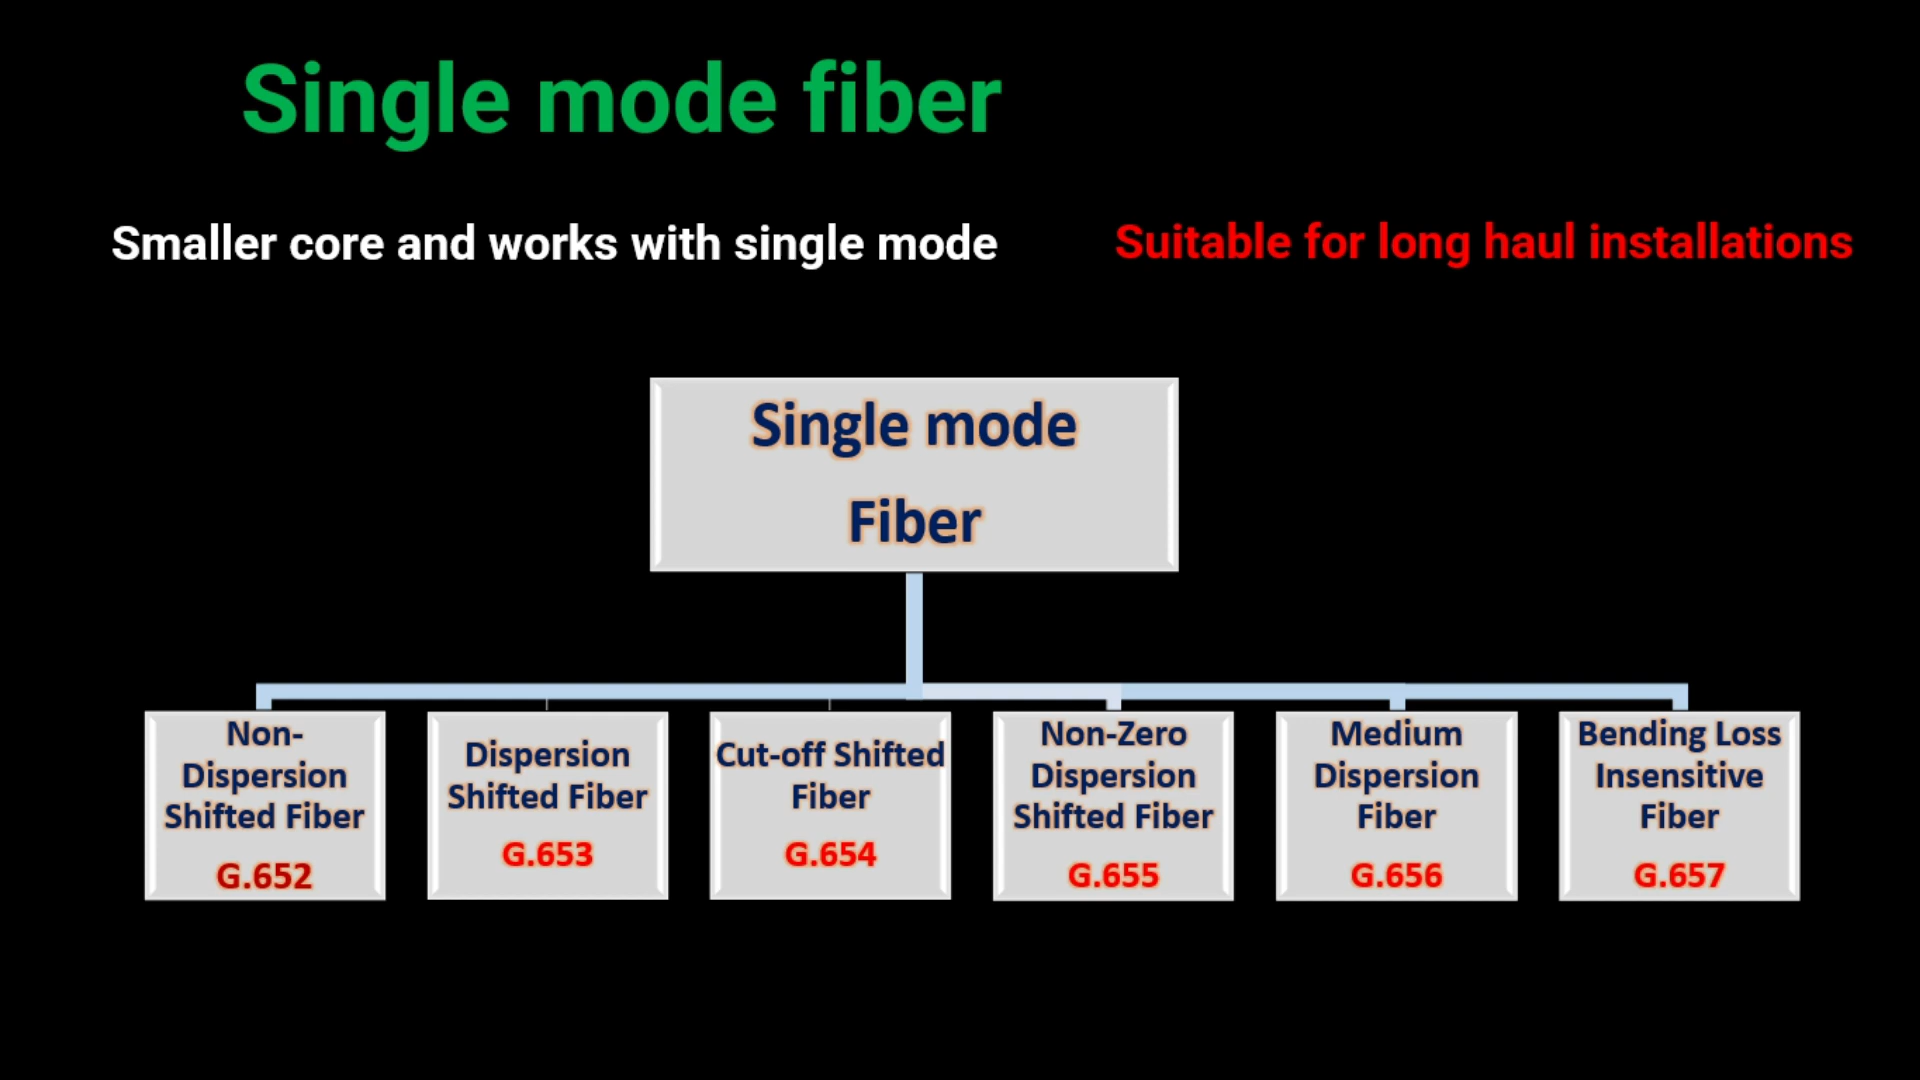 Single mode fiber
Smaller core and works with single mode
Suitable for long haul installations
Single mode
Fiber
Non-
Dispersion
Shifted Fiber
G.652
Dispersion
Shifted Fiber
G.653
Cut-off Shifted
Fiber
G.654
Non-Zero
Dispersion
Shifted Fiber
G.655
Medium
Dispersion
Fiber
G.656
Bending Loss
Insensitive
Fiber
G.657